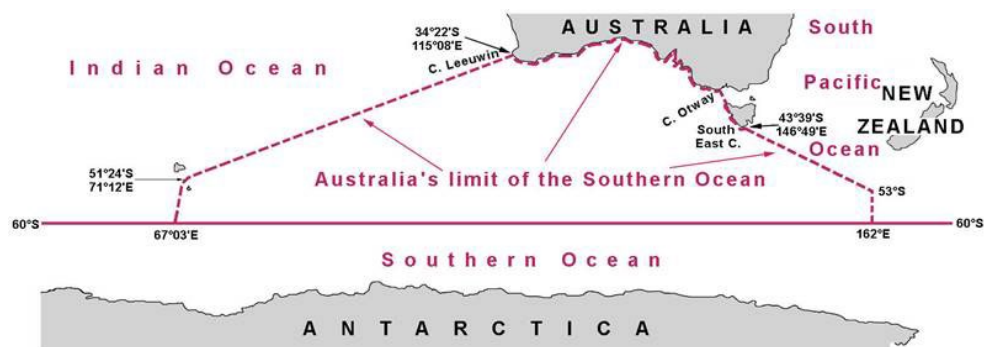 AUSTRALIA
South
34°22'S
115°08'E
Indian Ocean
C. Leeuwin
Pacific
NEW
ZEALAND
C. Otway
43°39'S
146°49'E
South
East C.
Ocean
51°24'S
71°12'E
Australia's limit of the Southern Ocean
53°S
60°S
60°S
67°03'E
162°E
Southern Ocean
ANTARCTICA